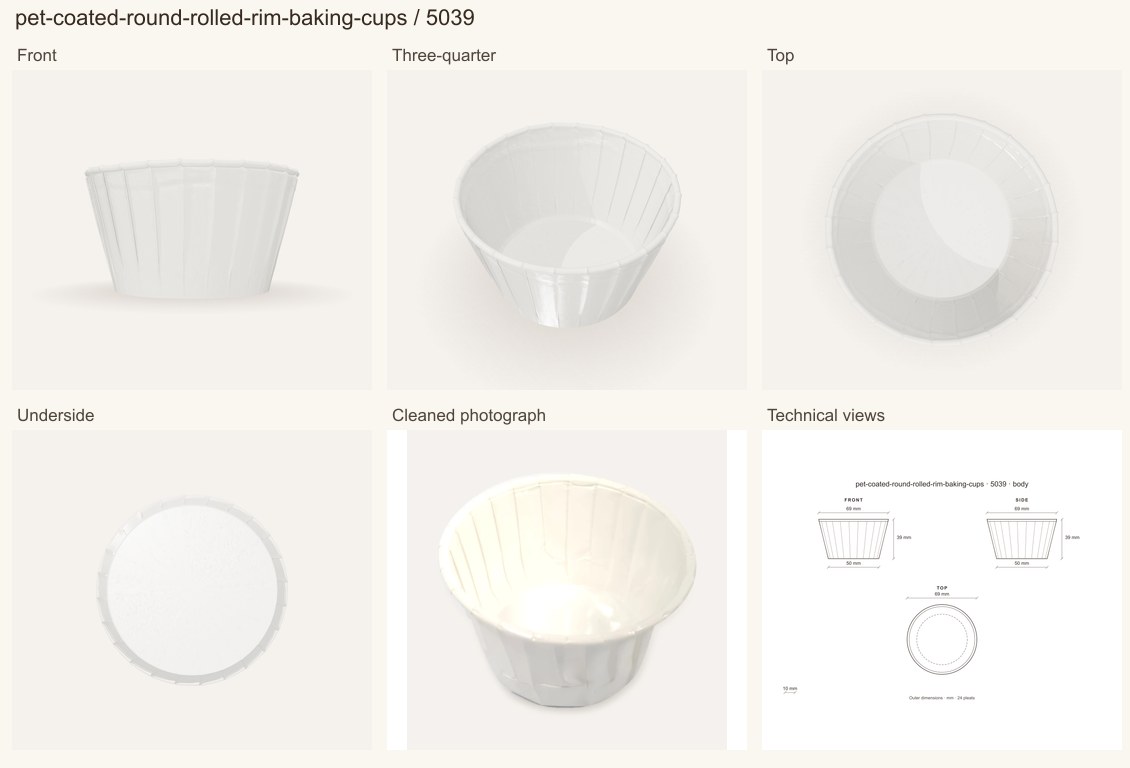 pet-coated-round-rolled-rim-baking-cups / 5039
Front
Three-quarter
Top
Underside
Cleaned photograph
Technical views
pet-coated-round-rolled-rim-baking-cups · 5039 · body
FRONT
69 mm
39 mm
50 mm
SIDE
69 mm
39 mm
50 mm
TOP
69 mm
10 mm
Outer dimensions · mm · 24 pleats